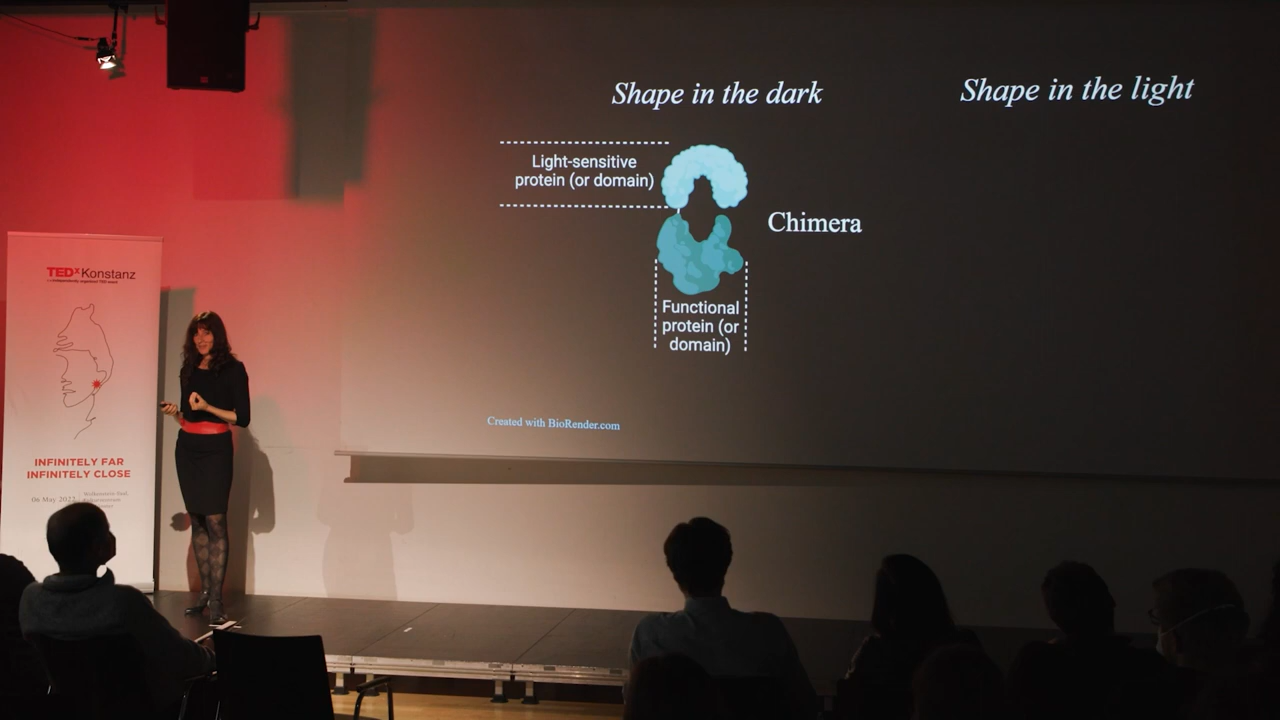 Shape in the dark
Shape in the light
Light-sensitive
protein (or domain)
Chimera
Functional
protein (or
domain)
Created with BioRender.com
TEDxKonstanz
INFINITELY FAR
INFINITELY CLOSE
06 May 2022